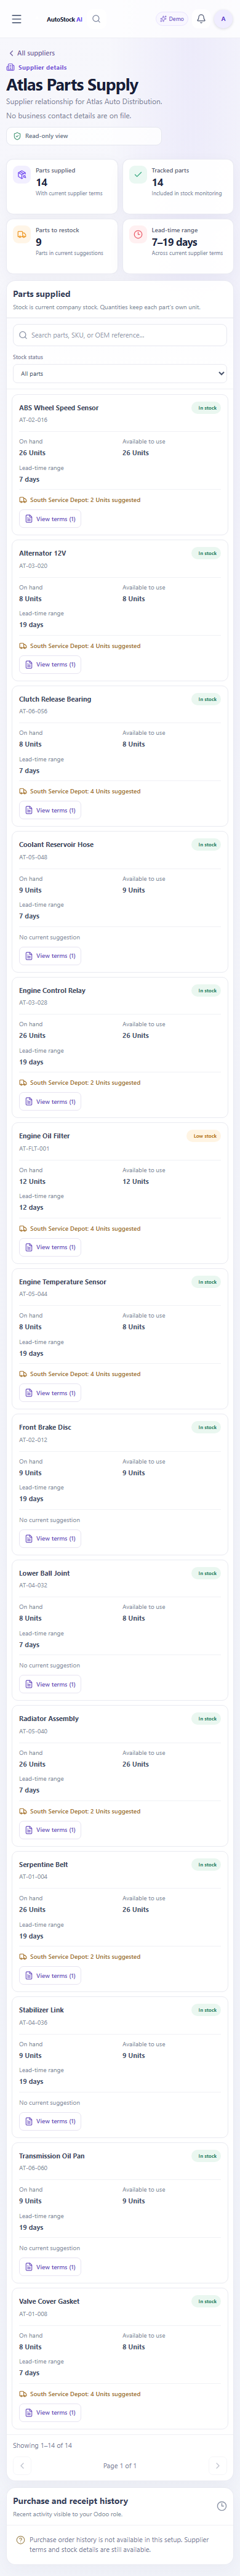 AutoStock AI
Demo
A
All suppliers
Supplier details
Atlas Parts Supply
Supplier relationship for Atlas Auto Distribution.
No business contact details are on file.
Read-only view
Parts supplied
14
With current supplier terms
Tracked parts
14
Included in stock monitoring
Parts to restock
9
Parts in current suggestions
Lead-time range
7–19 days
Across current supplier terms
Parts supplied
Stock is current company stock. Quantities keep each part's own unit.
Search parts, SKU, or OEM reference...
Stock status
All parts
ABS Wheel Speed Sensor
In stock
AT-02-016
On hand
Available to use
26 Units
26 Units
Lead-time range
7 days
South Service Depot: 2 Units suggested
View terms (1)
Alternator 12V
In stock
AT-03-020
On hand
Available to use
8 Units
8 Units
Lead-time range
19 days
South Service Depot: 4 Units suggested
View terms (1)
Clutch Release Bearing
In stock
AT-06-056
On hand
Available to use
8 Units
8 Units
Lead-time range
7 days
South Service Depot: 4 Units suggested
View terms (1)
Coolant Reservoir Hose
In stock
AT-05-048
On hand
Available to use
9 Units
9 Units
Lead-time range
7 days
No current suggestion
View terms (1)
Engine Control Relay
In stock
AT-03-028
On hand
Available to use
26 Units
26 Units
Lead-time range
19 days
South Service Depot: 2 Units suggested
View terms (1)
Engine Oil Filter
Low stock
AT-FLT-001
On hand
Available to use
12 Units
12 Units
Lead-time range
12 days
South Service Depot: 4 Units suggested
View terms (1)
Engine Temperature Sensor
In stock
AT-05-044
On hand
Available to use
8 Units
8 Units
Lead-time range
19 days
South Service Depot: 4 Units suggested
View terms (1)
Front Brake Disc
In stock
AT-02-012
On hand
Available to use
9 Units
9 Units
Lead-time range
19 days
No current suggestion
View terms (1)
Lower Ball Joint
In stock
AT-04-032
On hand
Available to use
8 Units
8 Units
Lead-time range
7 days
No current suggestion
View terms (1)
Radiator Assembly
In stock
AT-05-040
On hand
Available to use
26 Units
26 Units
Lead-time range
7 days
South Service Depot: 2 Units suggested
View terms (1)
Serpentine Belt
In stock
AT-01-004
On hand
Available to use
26 Units
26 Units
Lead-time range
19 days
South Service Depot: 2 Units suggested
View terms (1)
Stabilizer Link
In stock
AT-04-036
On hand
Available to use
9 Units
9 Units
Lead-time range
19 days
No current suggestion
View terms (1)
Transmission Oil Pan
In stock
AT-06-060
On hand
Available to use
9 Units
9 Units
Lead-time range
19 days
No current suggestion
View terms (1)
Valve Cover Gasket
In stock
AT-01-008
On hand
Available to use
8 Units
8 Units
Lead-time range
7 days
South Service Depot: 4 Units suggested
View terms (1)
Showing 1–14 of 14
Page 1 of 1
Purchase and receipt history
Recent activity visible to your Odoo role.
Purchase order history is not available in this setup. Supplier
terms and stock details are still available.